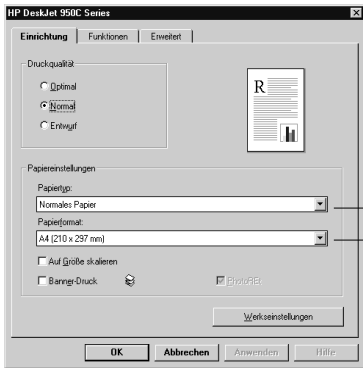 HP DeskJet 950C Series
Einrichtung Funktionen Erweitert
Druckqualität
Optimal
Normal
Entwurf
R
Papiereinstellungen
Papiertyp:
Normales Papier
Papierformat:
A4 (210 x 297 mm)
Auf Größe skalieren
Banner-Druck PhotoREt
Werkseinstellungen
OK Abbrechen Anwenden Hilfe